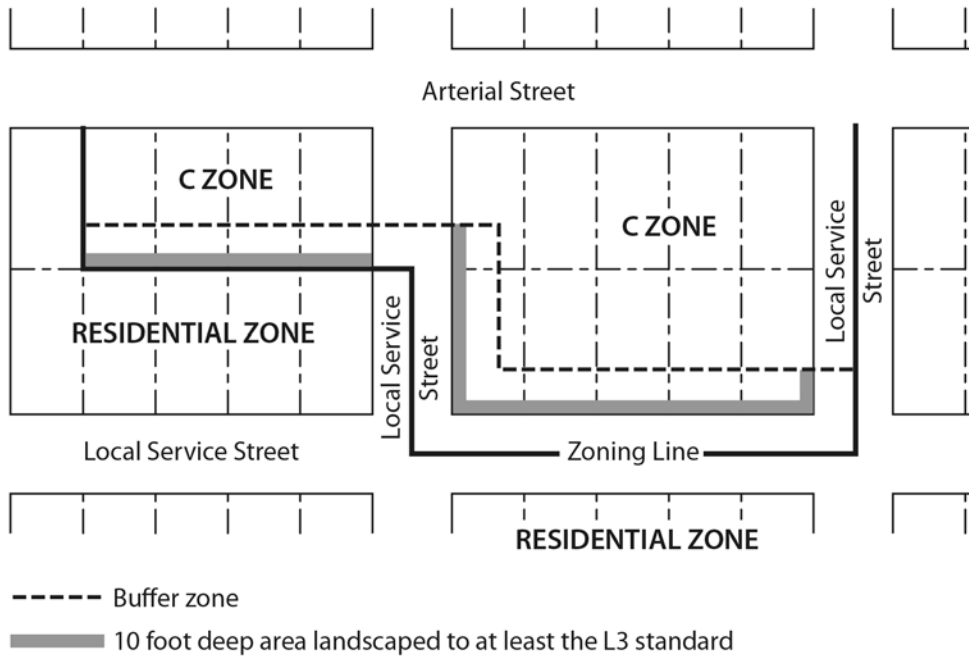 Arterial Street
C ZONE
C ZONE
Local Service
Street
RESIDENTIAL ZONE
Local Service
Street
Local Service Street
Zoning Line
RESIDENTIAL ZONE
Buffer zone
10 foot deep area landscaped to at least the L3 standard